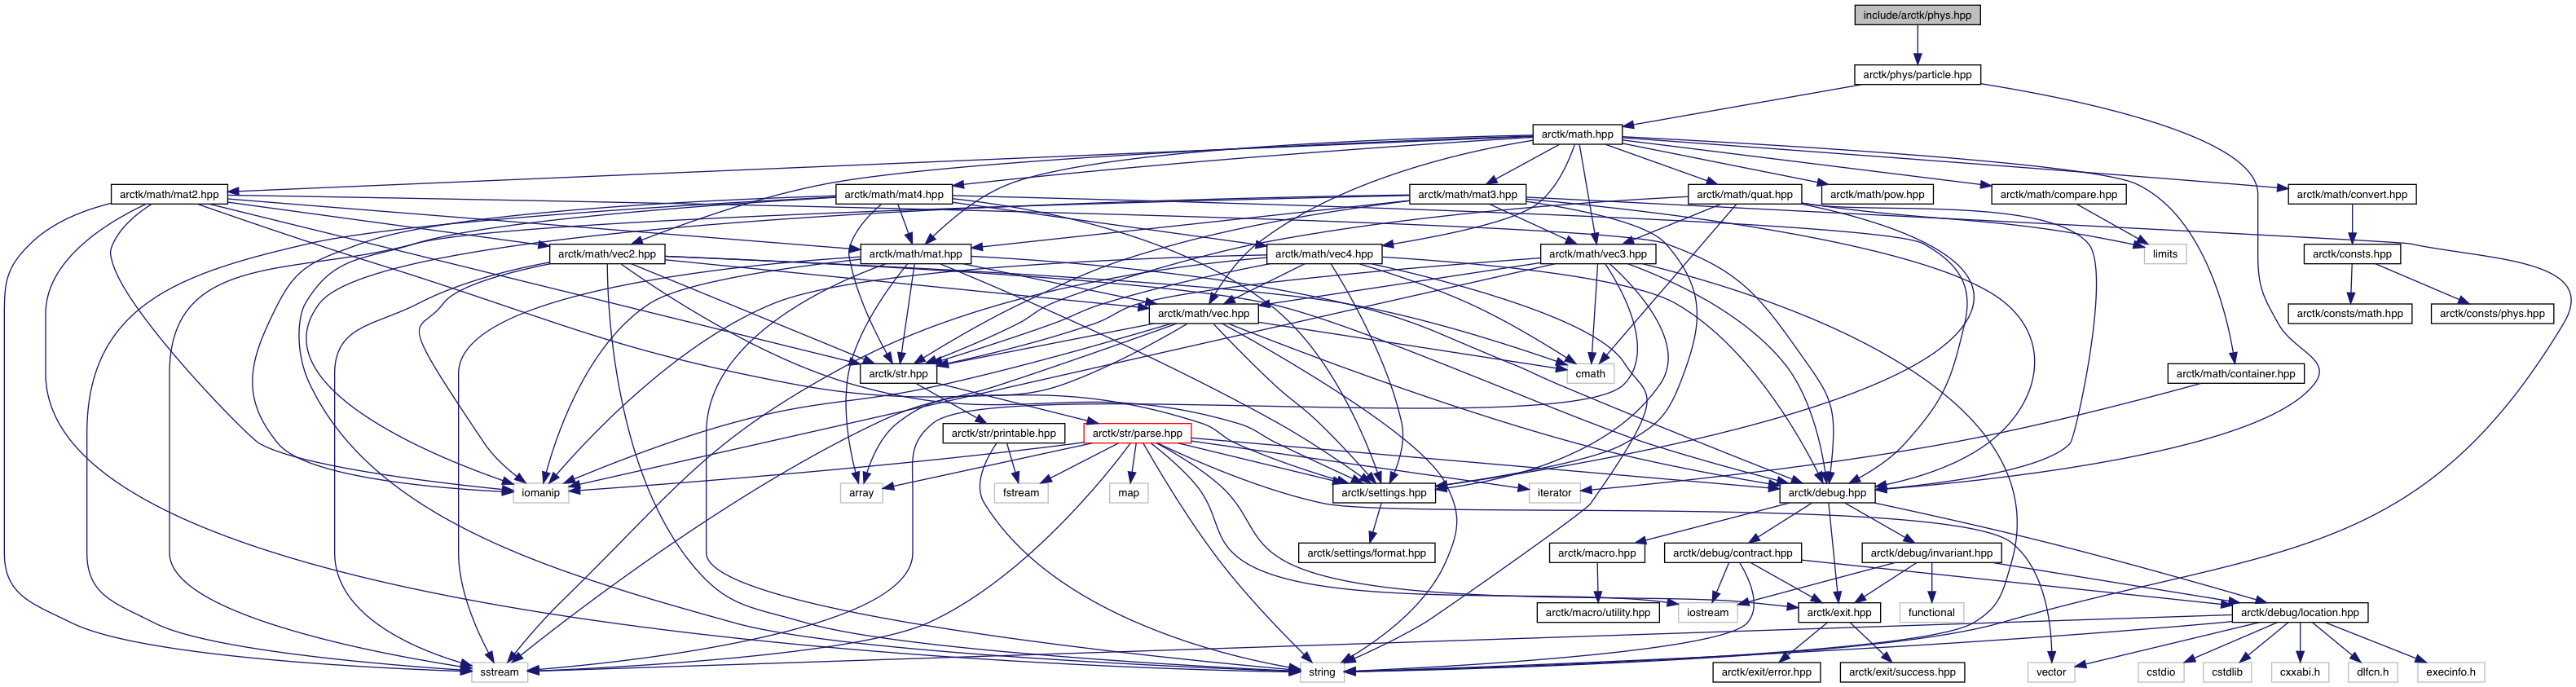 include/arctk/phys.hpp
arctk/phys/particle.hpp
arctk/math.hpp
arctk/math/mat2.hpp
arctk/math/mat4.hpp
arctk/math/mat3.hpp
arctk/math/quat.hpp
arctk/math/pow.hpp
arctk/math/compare.hpp
arctk/math/convert.hpp
arctk/math/vec2.hpp
arctk/math/mat.hpp
arctk/math/vec4.hpp
arctk/math/vec3.hpp
limits
arctk/consts.hpp
arctk/math/vec.hpp
arctk/consts/math.hpp
arctk/consts/phys.hpp
arctk/str.hpp
cmath
arctk/math/container.hpp
arctk/str/printable.hpp
arctk/str/parse.hpp
iomanip
array
fstream
map
arctk/settings.hpp
iterator
arctk/debug.hpp
arctk/settings/format.hpp
arctk/macro.hpp
arctk/debug/contract.hpp
arctk/debug/invariant.hpp
arctk/macro/utility.hpp
iostream
arctk/exit.hpp
functional
arctk/debug/location.hpp
sstream
string
arctk/exit/error.hpp
arctk/exit/success.hpp
vector
cstdio
cstdlib
cxxabi.h
dlfcn.h
execinfo.h